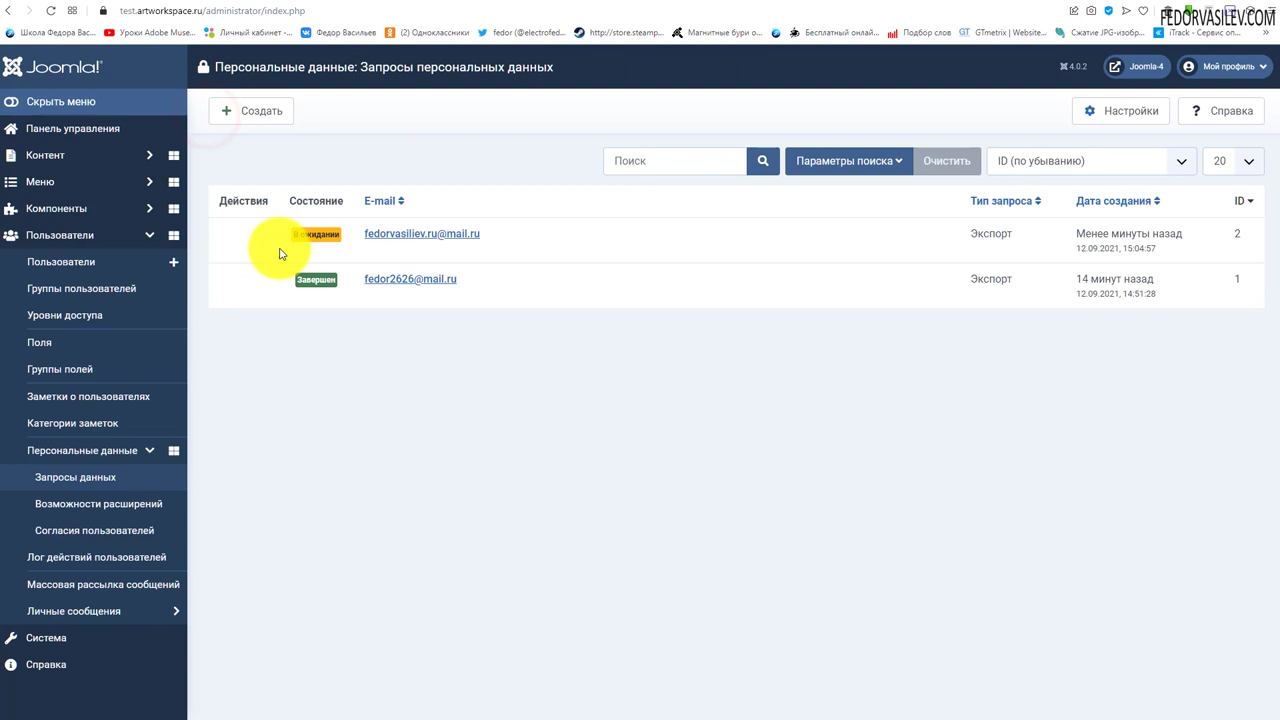 test.artworkspace.ru/administrator/index.php
FEDORVASILEV.COM
Школа Федора Вас...
Уроки Adobe Muse...
Личный кабинет -...
Федор Васильев
(2) Одноклассники
fedor (@electrofed...
http://store.steamp...
Магнитные бури о...
Бесплатный онлай...
Подбор слов
GTmetrix | Website...
Сжатие JPG-изобр...
iTrack - Сервис оп...
Joomla!
Персональные данные: Запросы персональных данных
4.0.2
Joomla-4
Мой профиль
Скрыть меню
Создать
Настройки
? Справка
Панель управления
Контент
Меню
Компоненты
Пользователи
Пользователи
Группы пользователей
Уровни доступа
Поля
Группы полей
Заметки о пользователях
Категории заметок
Персональные данные
Запросы данных
Возможности расширений
Согласия пользователей
Лог действий пользователей
Массовая рассылка сообщений
Личные сообщения
Система
Справка
Поиск
Параметры поиска
Очистить
ID (по убыванию)
20
Действия
Состояние
E-mail
Тип запроса
Дата создания
ID
В ожидании
fedorvasiliev.ru@mail.ru
Экспорт
Менее минуты назад
12.09.2021, 15:04:57
2
Завершен
fedor2626@mail.ru
Экспорт
14 минут назад
12.09.2021, 14:51:28
1